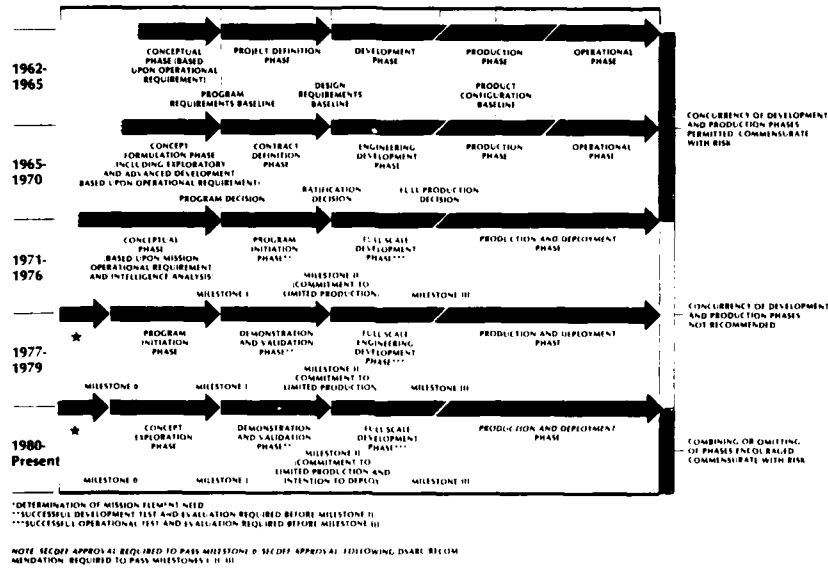 CONCEPTUAL PHASE (BASED UPON OPERATIONAL REQUIREMENT)
PROJECT DEFINITION PHASE
DEVELOPMENT PHASE
PRODUCTION PHASE
OPERATIONAL PHASE
1962-
1965
PROGRAM REQUIREMENTS BASELINE
DESIGN REQUIREMENTS BASELINE
PRODUCT CONFIGURATION BASELINE
CONCURRENCY OF DEVELOPMENT
AND PRODUCTION PHASES
PERMITTED COMMENSURATE
WITH RISK
CONCEPT
FORMULATION PHASE
(INCLUDING EXPLORATORY
AND ADVANCED DEVELOPMENT
BASED UPON OPERATIONAL REQUIREMENT)
CONTRACT DEFINITION PHASE
ENGINEERING DEVELOPMENT PHASE
PRODUCTION PHASE
OPERATIONAL PHASE
1965-
1970
PROGRAM DECISION
RATIFICATION DECISION
FULL PRODUCTION DECISION
CONCEPTUAL
PHASE
(BASED UPON MISSION
OPERATIONAL REQUIREMENT
AND INTELLIGENCE ANALYSIS)
PROGRAM INITIATION PHASE**
FULL SCALE DEVELOPMENT PHASE***
PRODUCTION AND DEPLOYMENT PHASE
1971-
1976
MILESTONE I
MILESTONE II
(COMMITMENT TO
LIMITED PRODUCTION)
MILESTONE III
CONCURRENCY OF DEVELOPMENT
AND PRODUCTION PHASES
NOT RECOMMENDED
★
PROGRAM INITIATION PHASE
DEMONSTRATION AND VALIDATION PHASE**
FULL SCALE ENGINEERING DEVELOPMENT PHASE***
PRODUCTION AND DEPLOYMENT PHASE
1977-
1979
MILESTONE 0
MILESTONE I
MILESTONE II
(COMMITMENT TO
LIMITED PRODUCTION)
MILESTONE III
★
CONCEPT EXPLORATION PHASE
DEMONSTRATION AND VALIDATION PHASE**
FULL SCALE DEVELOPMENT PHASE***
PRODUCTION AND DEPLOYMENT PHASE
1980-
Present
MILESTONE 0
MILESTONE I
MILESTONE II
(COMMITMENT TO
LIMITED PRODUCTION AND
INTENTION TO DEPLOY)
MILESTONE III
COMBINING OR OMITTING
OF PHASES ENCOURAGED
COMMENSURATE WITH RISK
*DETERMINATION OF MISSION ELEMENT NEED
**SUCCESSFUL DEVELOPMENT TEST AND EVALUATION REQUIRED BEFORE MILESTONE II
***SUCCESSFUL OPERATIONAL TEST AND EVALUATION REQUIRED BEFORE MILESTONE III
NOTE SECDEF APPROVAL REQUIRED TO PASS MILESTONE 0 SECDEF APPROVAL FOLLOWING DSARC RECOM
MENDATION REQUIRED TO PASS MILESTONES I II III